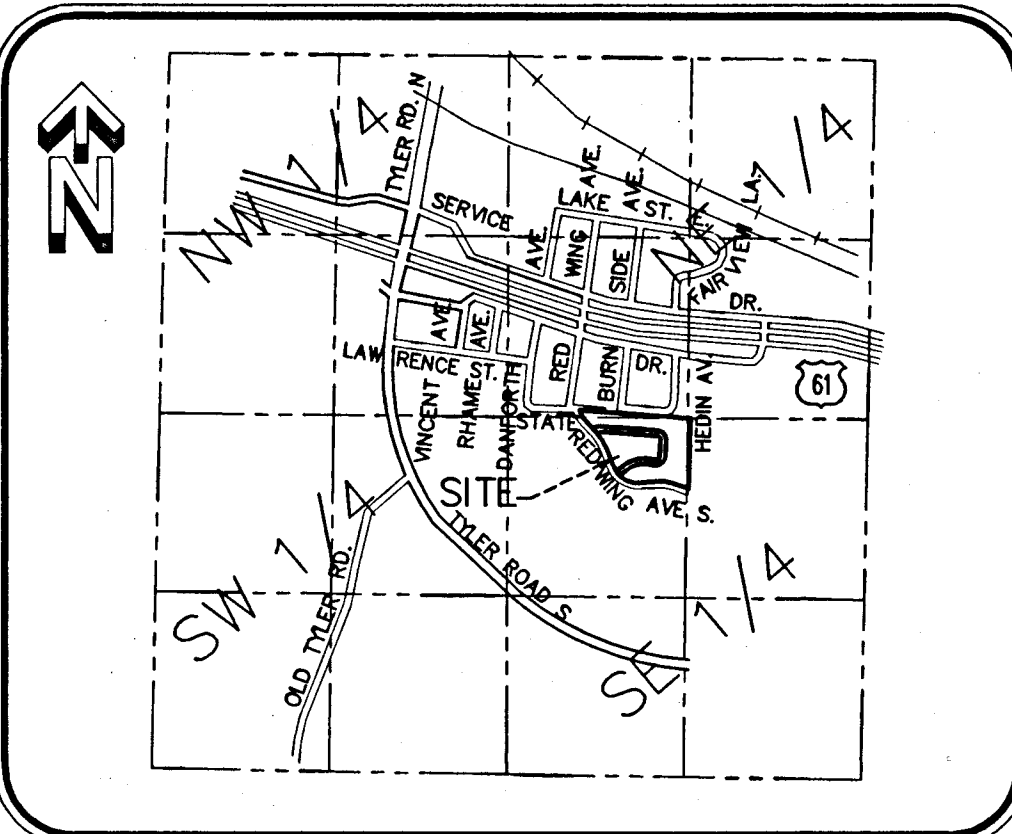 N
NW 1/4
NE 1/4
SW 1/4
SE 1/4
TYLER RD. N
SERVICE DR.
LAKE ST.
AVE.
AVE.
AVE.
WING
SIDE
FAIRVIEW LA.
61
AVE.
AVE.
LAWRENCE ST.
DR.
RED
BURN
VINCENT
RHAME
DANFORTH
STATE
HEDIN AV.
REDWING AVE S.
SITE
TYLER ROAD S
OLD TYLER RD.